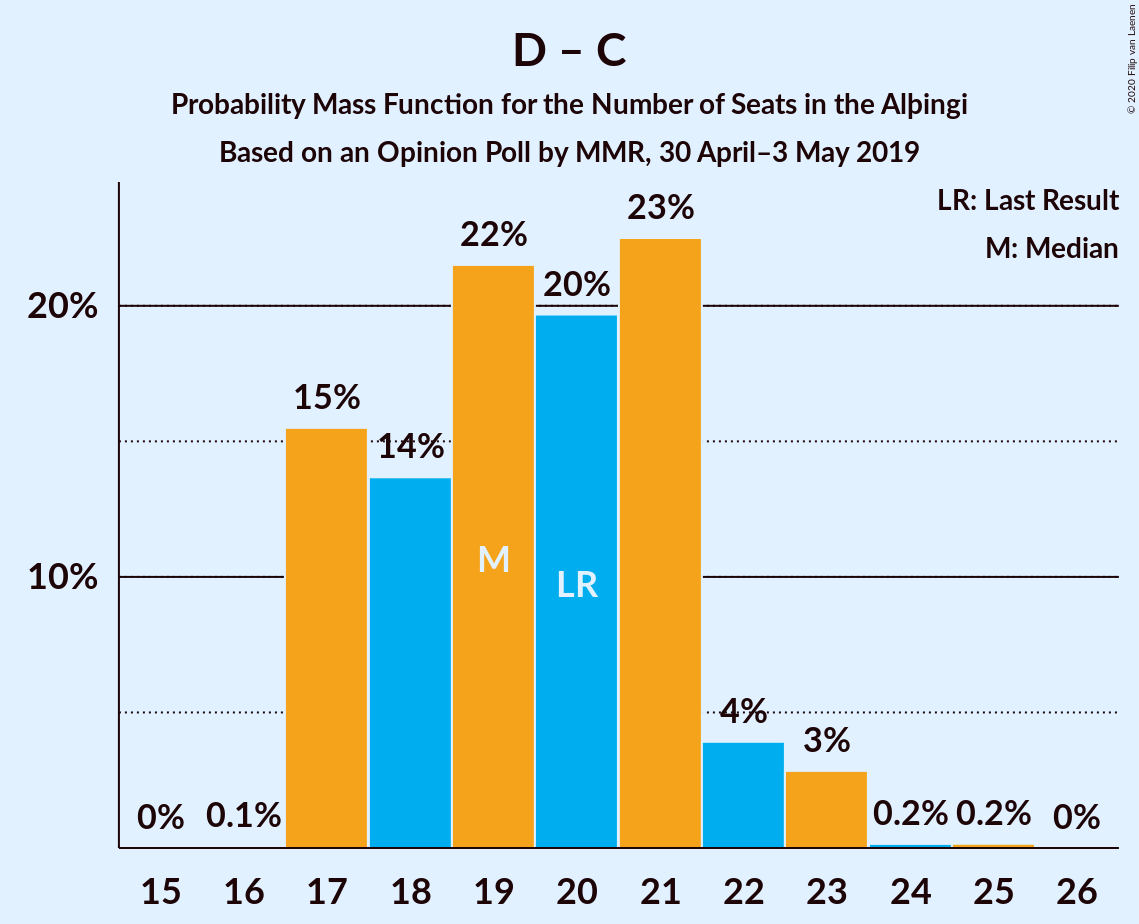 D – C
Probability Mass Function for the Number of Seats in the Alþingi
Based on an Opinion Poll by MMR, 30 April–3 May 2019
© 2020 Filip van Laenen
LR: Last Result
M: Median
20%
10%
0%
0.1%
15%
14%
22%
20%
23%
4%
3%
0.2%
0.2%
0%
M
LR
15 16 17 18 19 20 21 22 23 24 25 26